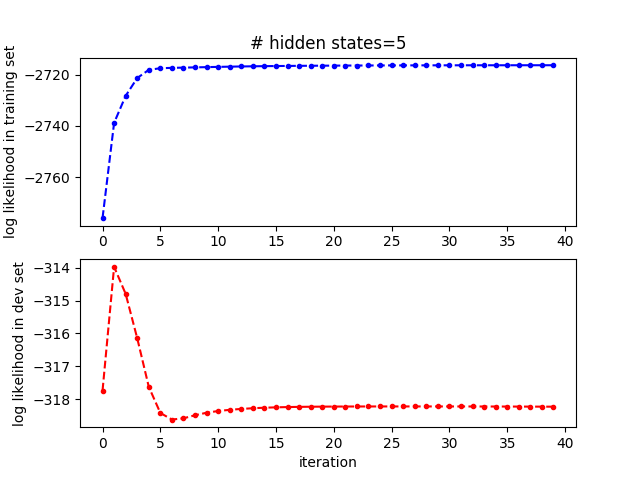 # hidden states=5
log likelihood in training set
−2720
−2740
−2760
0 5 10 15 20 25 30 35 40
log likelihood in dev set
−314
−315
−316
−317
−318
0 5 10 15 20 25 30 35 40
iteration